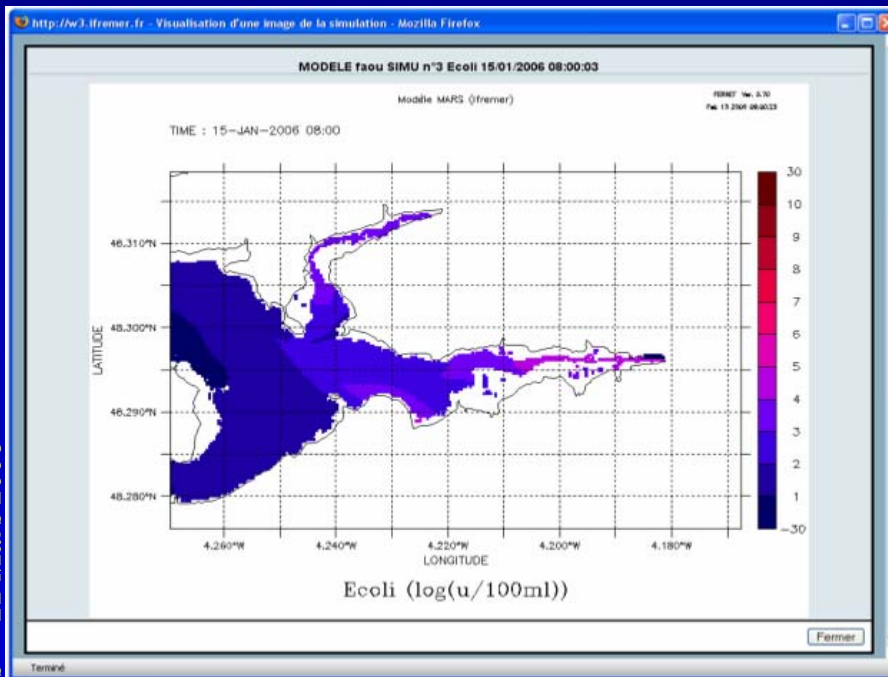 http://w3.ifremer.fr - Visualisation d'une image de la simulation - Mozilla Firefox
MODELE faou SIMU n°3 Ecoli 15/01/2006 08:00:03
Modèle MARS (ifremer)
TIME : 15-JAN-2006 08:00
30
10
9
8
7
6
5
4
3
2
1
-30
LATITUDE
48.310°N
48.300°N
48.290°N
48.280°N
4.260°W 4.240°W 4.220°W 4.200°W 4.180°W
LONGITUDE
Ecoli (log(u/100ml))
Fermer
Terminé